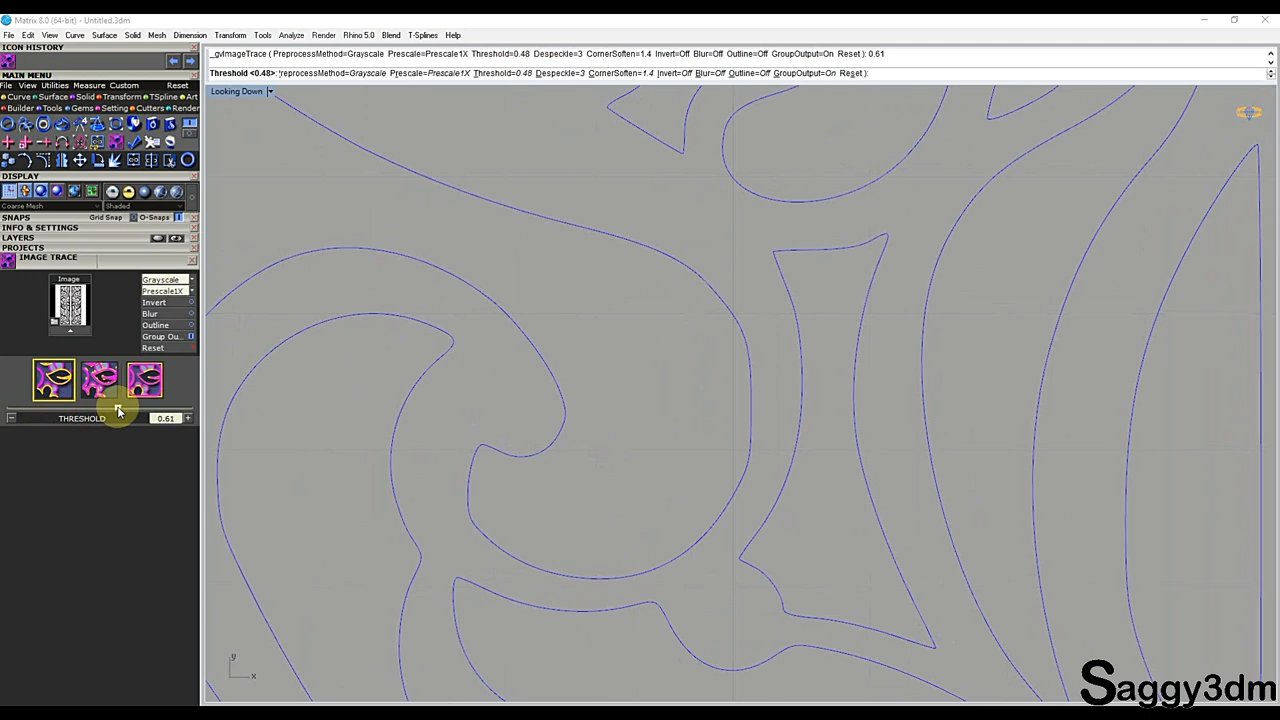 Matrix 8.0 (64-bit) - Untitled.3dm
File Edit View Curve Surface Solid Mesh Dimension Transform Tools Analyze Render Rhino 5.0 Blend T-Splines
ICON HISTORY
_gvImageTrace ( PreprocessMethod=Grayscale Prescale=Prescale1X Threshold=0.48 Despeckle=3 CornerSoften=1.4 Invert=Off Blur=Off Outline=Off GroupOutput=On Reset ): 0.61
Threshold <0.48>: PreprocessMethod=Grayscale Prescale=Prescale1X Threshold=0.48 Despeckle=3 CornerSoften=1.4 Invert=Off Blur=Off Outline=Off GroupOutput=On Reset ):
MAIN MENU
File View Utilities Measure Custom Reset
Curve Surface Solid Transform TSpline Art
Builder Tools Gems Setting Cutters Render
Looking Down
DISPLAY
Coarse Mesh Shaded
SNAPS Grid Snap O-Snaps
INFO & SETTINGS
LAYERS
PROJECTS
IMAGE TRACE
Image
Grayscale
Prescale1X
Invert
Blur
Outline
Group Ou...
Reset
THRESHOLD 0.61
y
x
Saggy3dm